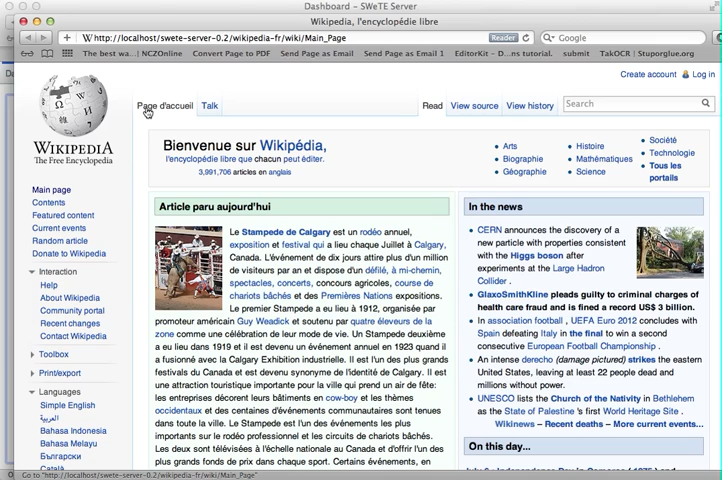 Dashboard – SWeTE Server
Wikipedia, l'encyclopédie libre
http://localhost/swete-server-0.2/wikipedia-fr/wiki/Main_Page
Reader
Google
The best wa...| NCZOnline
Convert Page to PDF
Send Page as Email
Send Page as Email 1
EditorKit - D...ns tutorial.
submit
TakOCR | Stuporglue.org
Create account
Log in
Page d'accueil
Talk
Read
View source
View history
Search
WIKIPEDIA
The Free Encyclopedia
Main page
Contents
Featured content
Current events
Random article
Donate to Wikipedia
Interaction
Help
About Wikipedia
Community portal
Recent changes
Contact Wikipedia
Toolbox
Print/export
Languages
Simple English
العربية
Bahasa Indonesia
Bahasa Melayu
Български
Català
Bienvenue sur Wikipédia,
l'encyclopédie libre que chacun peut éditer.
3,991,706 articles en anglais
Arts
Biographie
Géographie
Histoire
Mathématiques
Science
Société
Technologie
Tous les
portails
Article paru aujourd'hui
Le Stampede de Calgary est un rodéo annuel,
exposition et festival qui a lieu chaque Juillet à Calgary,
Canada. L'événement de dix jours attire plus d'un million
de visiteurs par an et dispose d'un défilé, à mi-chemin,
spectacles, concerts, concours agricoles, course de
chariots bâchés et des Premières Nations expositions.
Le premier Stampede a eu lieu à 1912, organisée par
promoteur américain Guy Weadick et soutenu par quatre éleveurs de la
zone comme une célébration de leur mode de vie. Un Stampede deuxième
a eu lieu dans 1919 et il est devenu un événement annuel en 1923 quand il
a fusionné avec la Calgary Exhibition industrielle. Il est l'un des plus grands
festivals du Canada et est devenu synonyme de l'identité de Calgary. Il est
une attraction touristique importante pour la ville qui prend un air de fête:
les entreprises décorent leurs bâtiments en cow-boy et les thèmes
occidentaux et des centaines d'événements communautaires sont tenues
dans toute la ville. Le Stampede est l'un des événements les plus
importants sur le rodéo professionnel et les circuits de chariots bâchés.
Les deux sont télévisées à l'échelle nationale au Canada et d'offrir l'un des
plus grands fonds de prix dans chaque sport. Certains événements, en
In the news
CERN announces the discovery of a
new particle with properties consistent
with the Higgs boson after
experiments at the Large Hadron
Collider .
GlaxoSmithKline pleads guilty to criminal charges of
health care fraud and is fined a record US$ 3 billion.
In association football , UEFA Euro 2012 concludes with
Spain defeating Italy in the final to win a second
consecutive European Football Championship .
An intense derecho (damage pictured) strikes the eastern
United States, leaving at least 22 people dead and
millions without power.
UNESCO lists the Church of the Nativity in Bethlehem
as the State of Palestine 's first World Heritage Site .
Wikinews – Recent deaths – More current events...
On this day...
Go to "http://localhost/swete-server-0.2/wikipedia-fr/wiki/Main_Page"